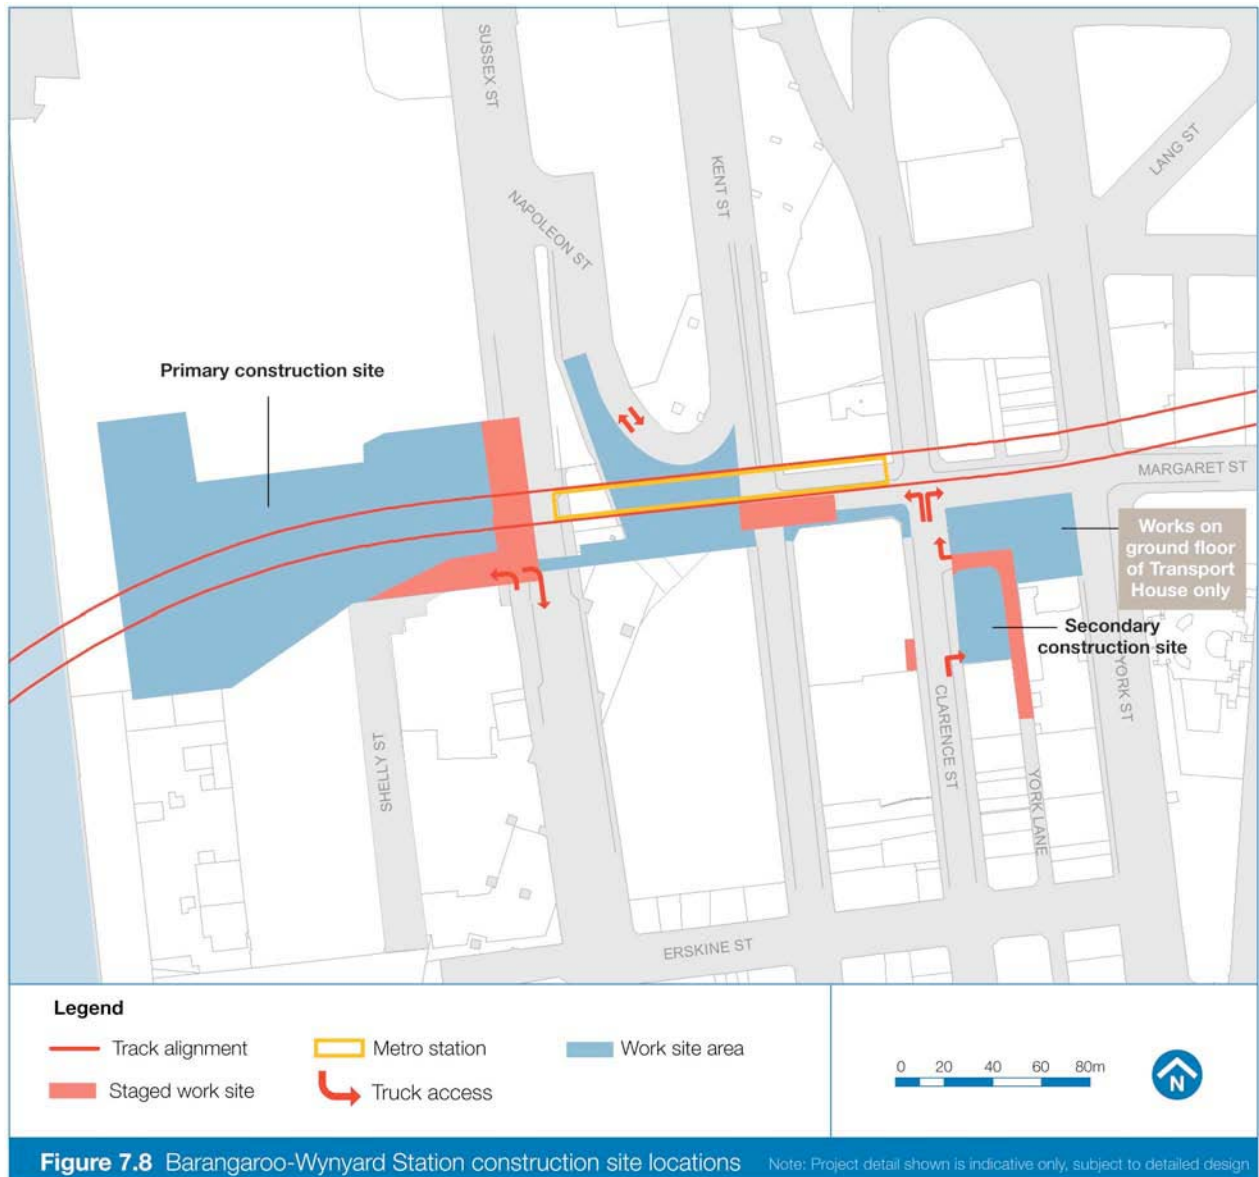 SUSSEX ST
NAPOLEON ST
KENT ST
LANG ST
Primary construction site
MARGARET ST
Works on
ground floor
of Transport
House only
Secondary
construction site
YORK ST
CLARENCE ST
YORK LANE
SHELLY ST
ERSKINE ST
Legend
Track alignment
Metro station
Work site area
Staged work site
Truck access
0 20 40 60 80m
N
Figure 7.8 Barangaroo-Wynyard Station construction site locations Note: Project detail shown is indicative only, subject to detailed design